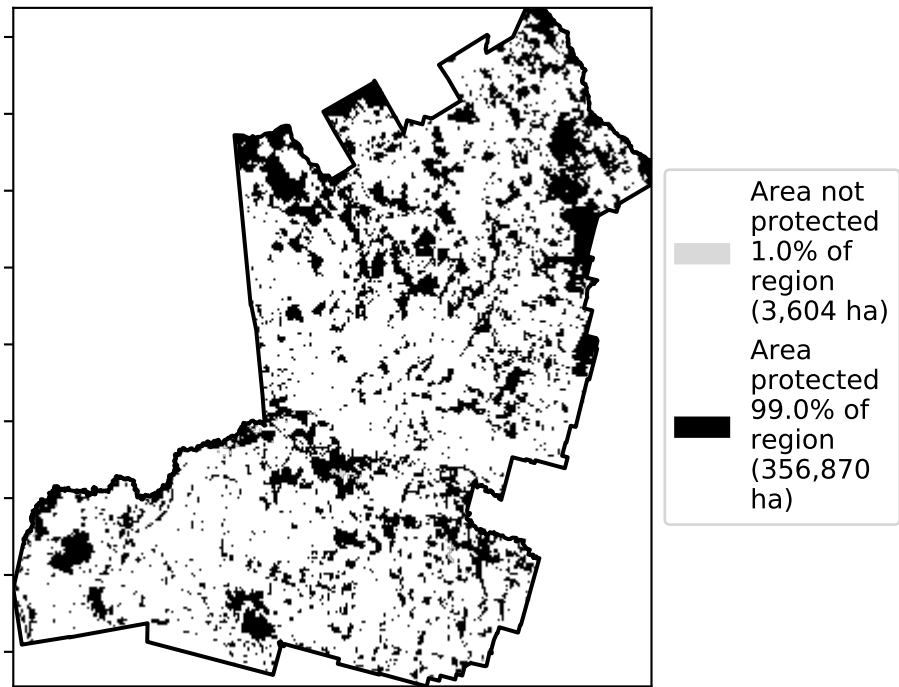 Area not
protected
1.0% of
region
(3,604 ha)
Area
protected
99.0% of
region
(356,870
ha)